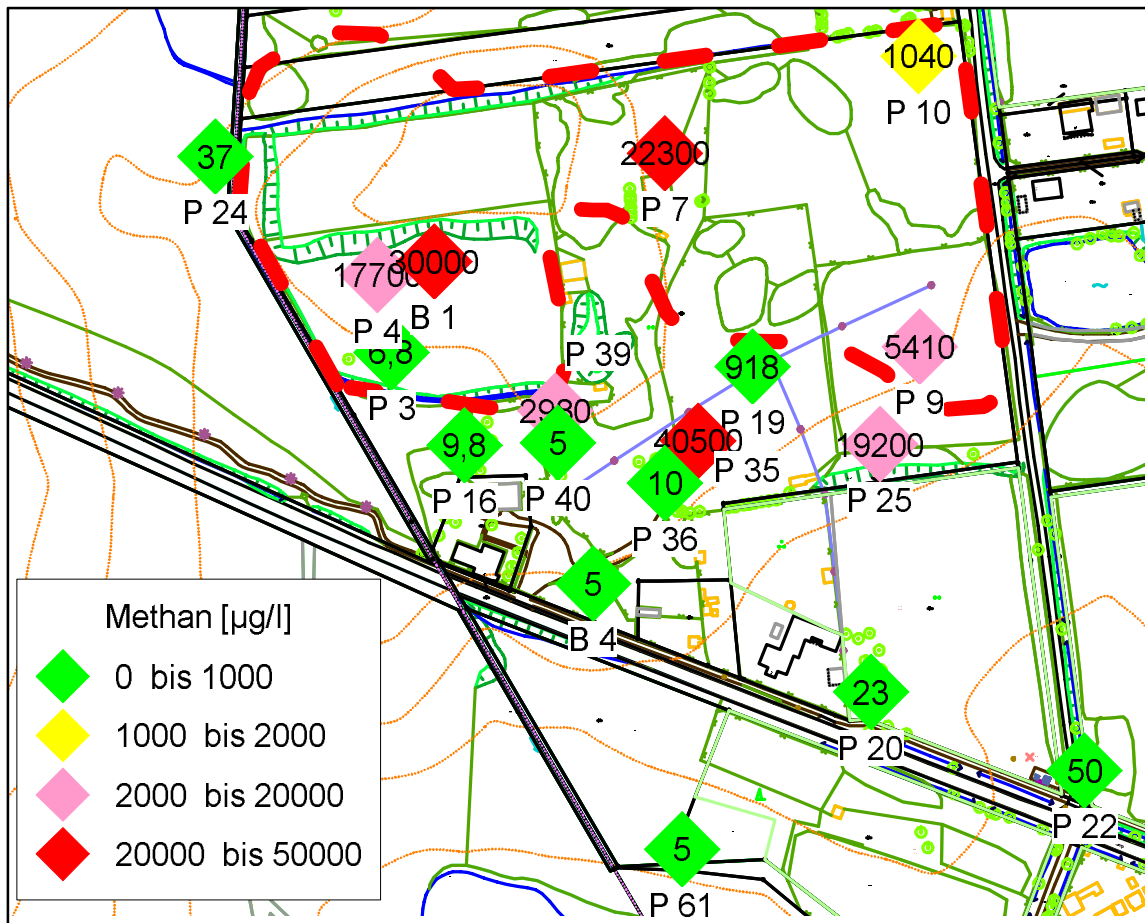 1040
P 10
37
22300
P 24
P 7
17700
30000
B 1
P 4
6,8
P 39
918
5410
P 3
2930
P 19
P 9
9,8
5
40500
19200
P 35
10
P 16
P 40
P 25
P 36
5
B 4
23
P 20
50
P 22
5
P 61
Methan [µg/l]
0 bis 1000
1000 bis 2000
2000 bis 20000
20000 bis 50000